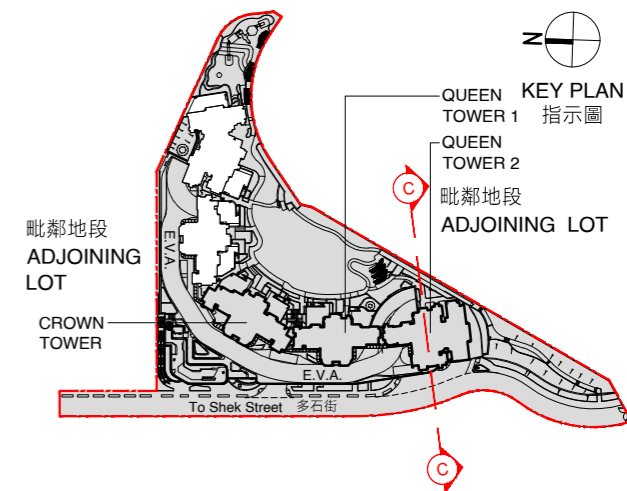 N
KEY PLAN
指示圖
QUEEN
TOWER 1
QUEEN
TOWER 2
C
毗鄰地段
ADJOINING LOT
毗鄰地段
ADJOINING
LOT
E.V.A.
CROWN
TOWER
E.V.A.
To Shek Street 多石街
C